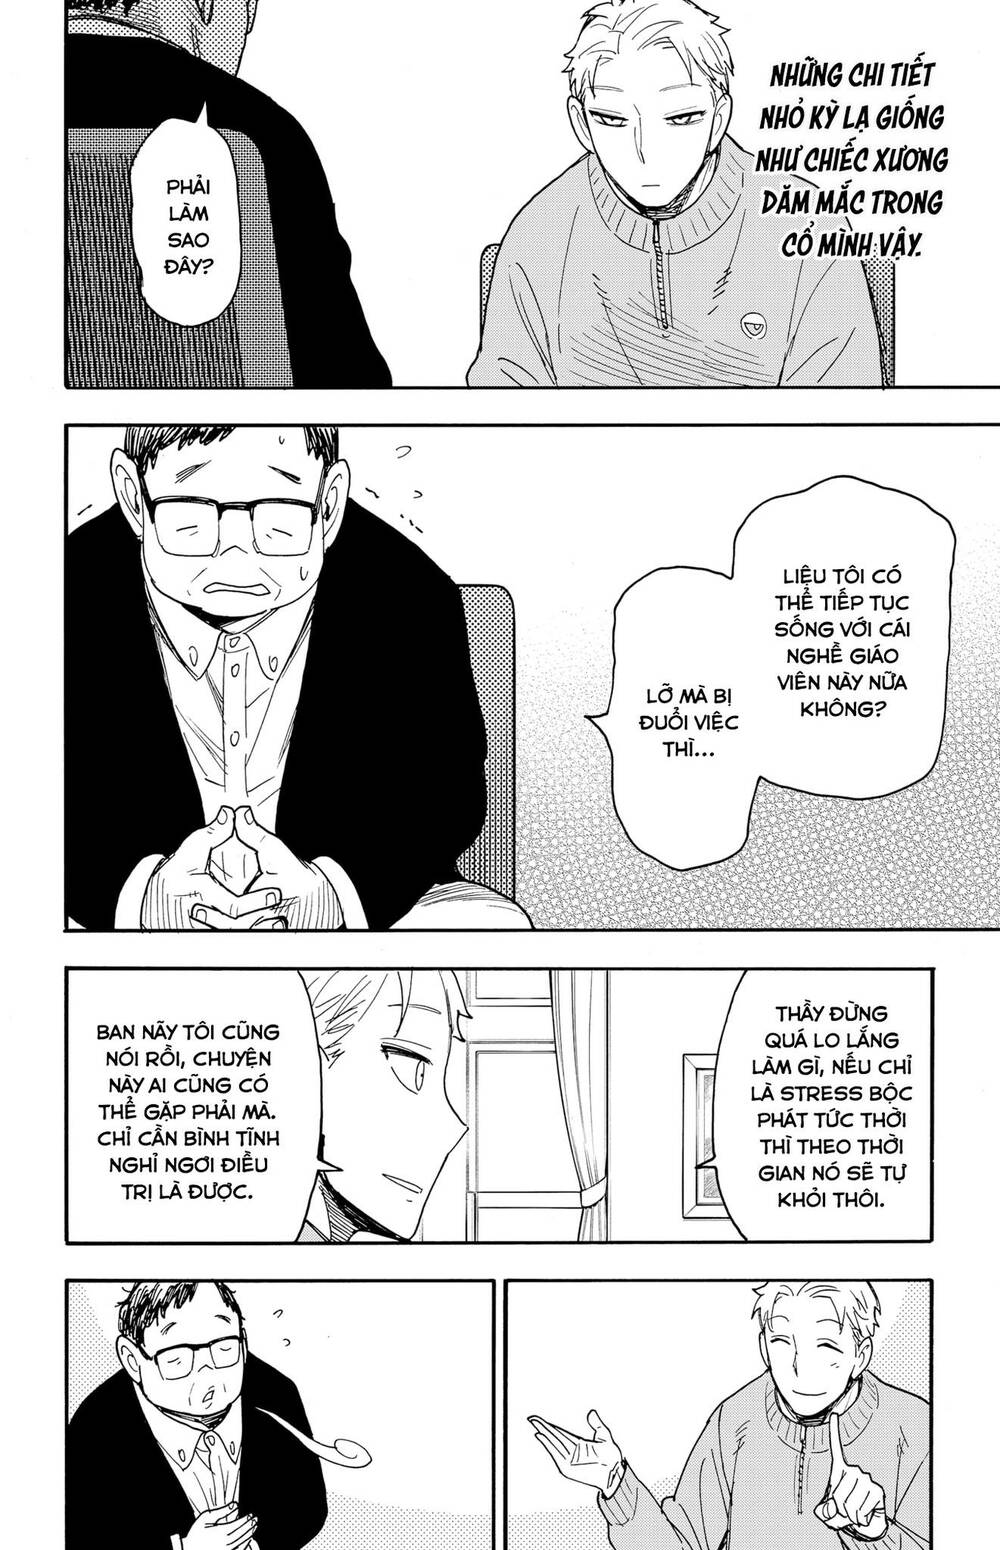 NHỮNG CHI TIẾT
NHỎ KỲ LẠ GIỐNG
NHƯ CHIẾC XƯƠNG
DĂM MẮC TRONG
CỔ MÌNH VẬY.
PHẢI
LÀM
SAO
ĐÂY?
LIỆU TÔI CÓ
THỂ TIẾP TỤC
SỐNG VỚI CÁI
NGHỀ GIÁO
VIÊN NÀY NỮA
KHÔNG?
LỠ MÀ BỊ
ĐUỔI VIỆC
THÌ...
THẦY ĐỪNG
QUÁ LO LẮNG
LÀM GÌ, NẾU CHỈ
LÀ STRESS BỘC
PHÁT TỨC THỜI
THÌ THEO THỜI
GIAN NÓ SẼ TỰ
KHỎI THÔI.
BAN NÃY TÔI CŨNG
NÓI RỒI, CHUYỆN
NÀY AI CŨNG CÓ
THỂ GẶP PHẢI MÀ.
CHỈ CẦN BÌNH TĨNH
NGHỈ NGƠI ĐIỀU
TRỊ LÀ ĐƯỢC.